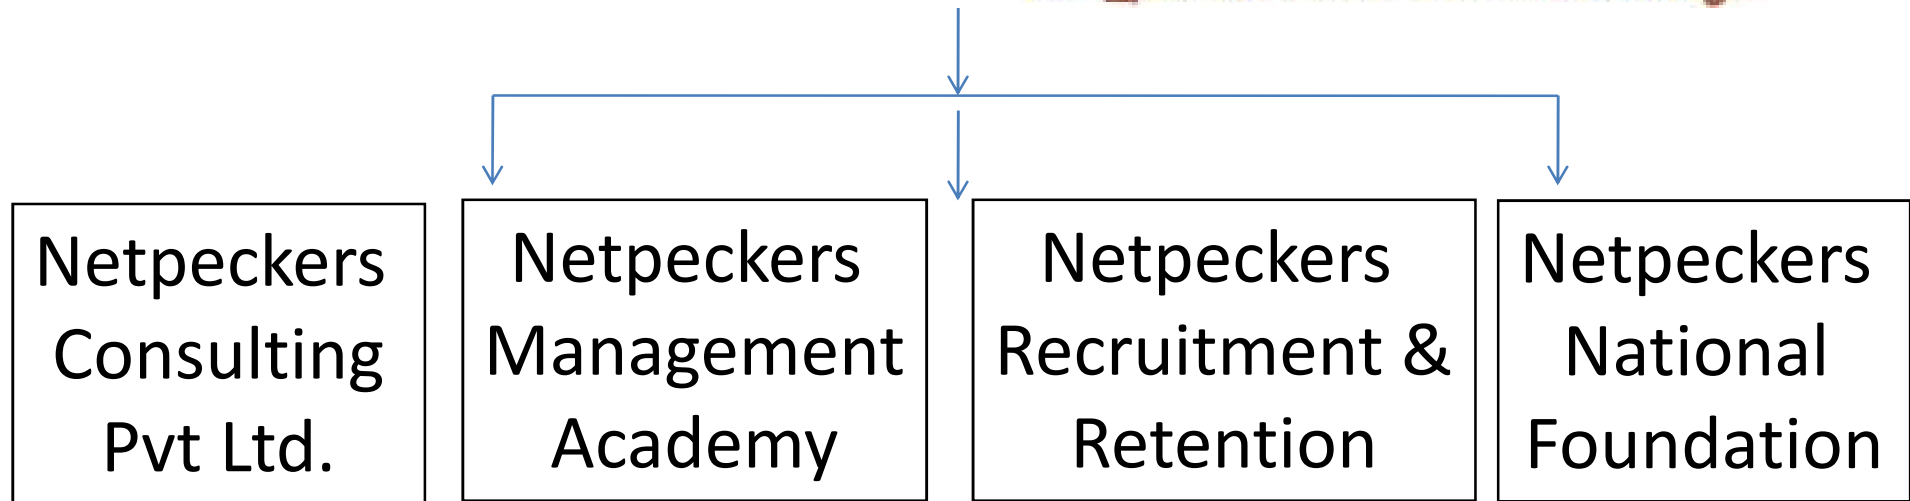 Netpeckers
Consulting
Pvt Ltd.
Netpeckers
Management
Academy
Netpeckers
Recruitment &
Retention
Netpeckers
National
Foundation